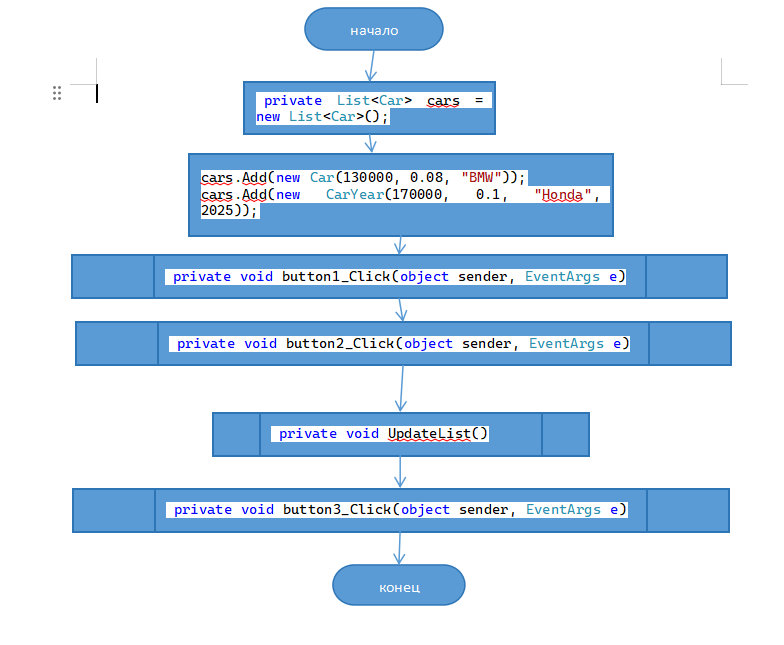 начало
private List<Car> cars =
new List<Car>();
cars.Add(new Car(130000, 0.08, "BMW"));
cars.Add(new CarYear(170000, 0.1, "Honda",
2025));
private void button1_Click(object sender, EventArgs e)
private void button2_Click(object sender, EventArgs e)
private void UpdateList()
private void button3_Click(object sender, EventArgs e)
конец